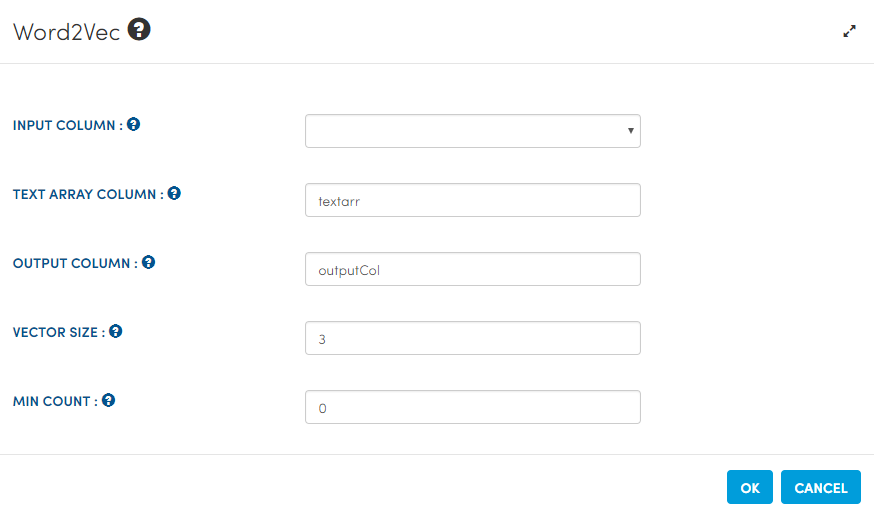 Word2Vec ?
INPUT COLUMN : ?
TEXT ARRAY COLUMN : ?
textarr
OUTPUT COLUMN : ?
outputCol
VECTOR SIZE : ?
3
MIN COUNT : ?
0
OK CANCEL